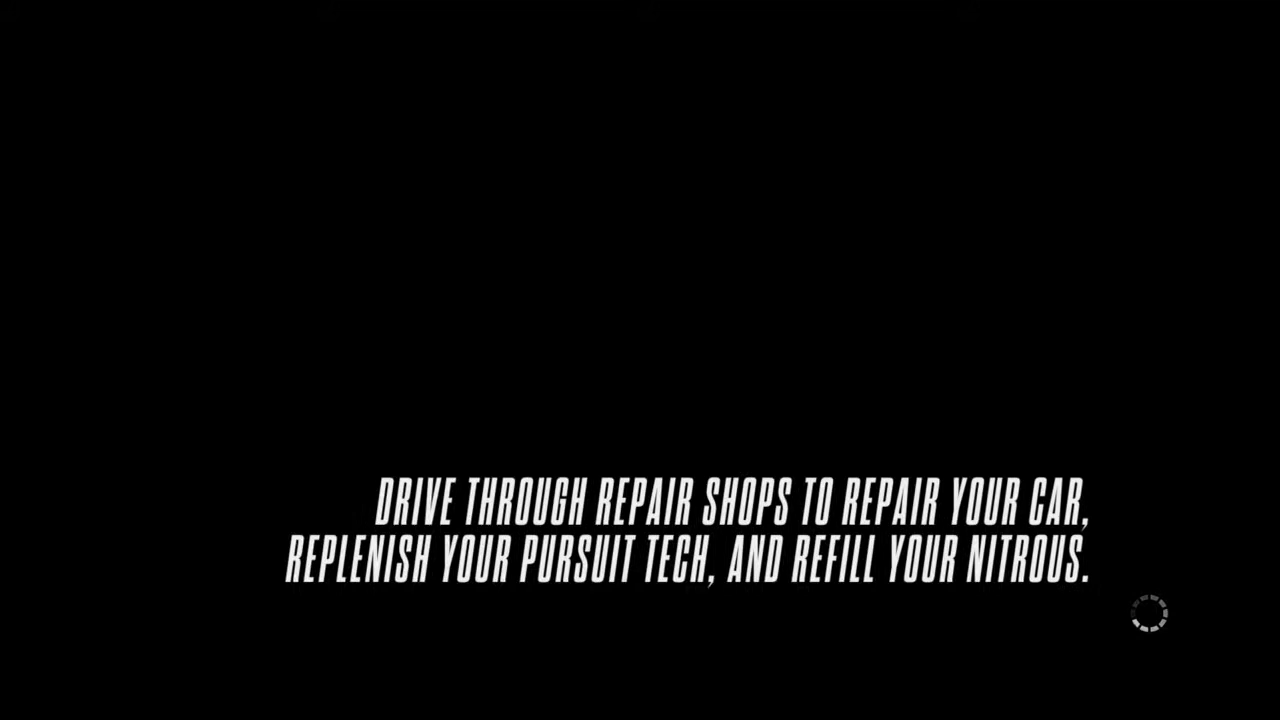 DRIVE THROUGH REPAIR SHOPS TO REPAIR YOUR CAR,
REPLENISH YOUR PURSUIT TECH, AND REFILL YOUR NITROUS.